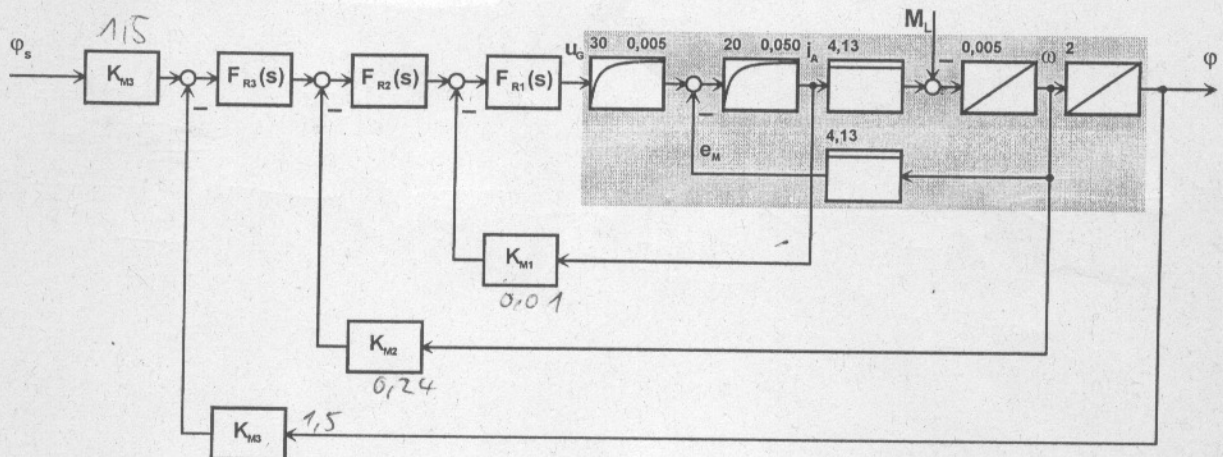 1,5
φs
KM3
FR3(s)
FR2(s)
FR1(s)
uG
30 0,005
20 0,050
iA
4,13
ML
0,005
ω
2
φ
eM
4,13
KM1
0,01
KM2
0,24
KM3
1,5